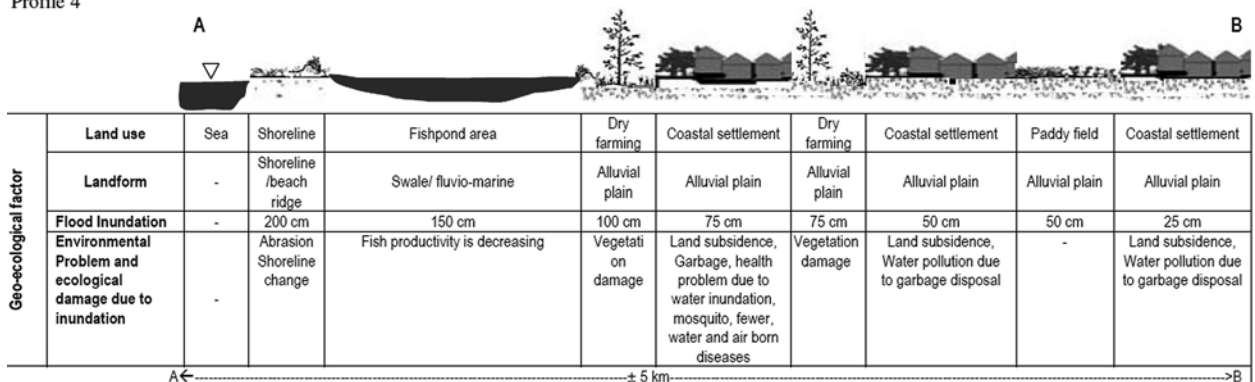 Profile 4
A B
Geo-ecological factor
Land use Sea Shoreline Fishpond area Dry farming Coastal settlement Dry farming Coastal settlement Paddy field Coastal settlement
Landform - Shoreline /beach ridge Swale/ fluvio-marine Alluvial plain Alluvial plain Alluvial plain Alluvial plain Alluvial plain Alluvial plain
Flood Inundation - 200 cm 150 cm 100 cm 75 cm 75 cm 50 cm 50 cm 25 cm
Environmental Problem and ecological damage due to inundation - Abrasion Shoreline change Fish productivity is decreasing Vegetati on damage Land subsidence, Garbage, health problem due to water inundation, mosquito, fewer, water and air born diseases Vegetation damage Land subsidence, Water pollution due to garbage disposal - Land subsidence, Water pollution due to garbage disposal
A ± 5 km B